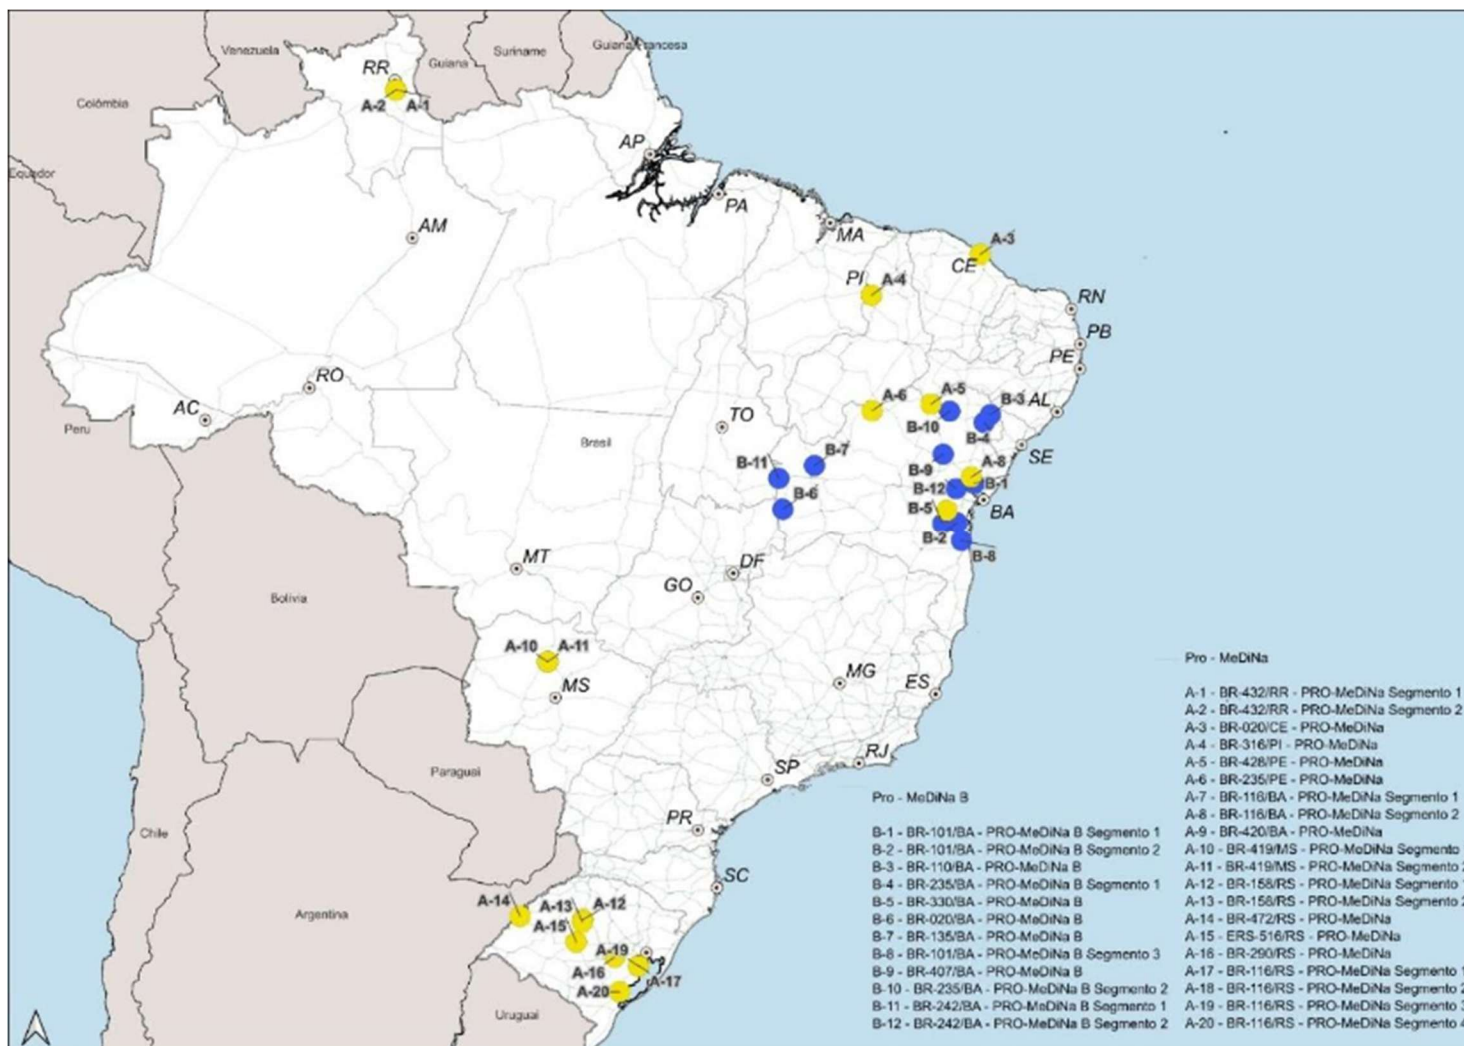 Venezuela
Suriname
Guiana Francesa
Guiana
Colômbia
RR
A-2
A-1
AP
Equador
PA
AM
MA
A-3
CE
PI
A-4
RN
PB
PE
RO
AC
A-6
A-5
B-3
AL
B-10
B-4
TO
Peru
Brasil
SE
B-7
B-9
A-8
B-11
B-12
B-1
B-6
B-5
BA
B-2
B-8
MT
DF
GO
Bolívia
A-10
A-11
MS
MG
ES
RJ
SP
Paraguai
PR
Chile
SC
A-14
A-13
A-12
A-15
Argentina
A-19
A-16
A-17
A-20
Uruguai
Pro - MeDiNa B
B-1 - BR-101/BA - PRO-MeDiNa B Segmento 1
B-2 - BR-101/BA - PRO-MeDiNa B Segmento 2
B-3 - BR-110/BA - PRO-MeDiNa B
B-4 - BR-235/BA - PRO-MeDiNa B Segmento 1
B-5 - BR-330/BA - PRO-MeDiNa B
B-6 - BR-020/BA - PRO-MeDiNa B
B-7 - BR-135/BA - PRO-MeDiNa B
B-8 - BR-101/BA - PRO-MeDiNa B Segmento 3
B-9 - BR-407/BA - PRO-MeDiNa B
B-10 - BR-235/BA - PRO-MeDiNa B Segmento 2
B-11 - BR-242/BA - PRO-MeDiNa B Segmento 1
B-12 - BR-242/BA - PRO-MeDiNa B Segmento 2
Pro - MeDiNa
A-1 - BR-432/RR - PRO-MeDiNa Segmento 1
A-2 - BR-432/RR - PRO-MeDiNa Segmento 2
A-3 - BR-020/CE - PRO-MeDiNa
A-4 - BR-316/PI - PRO-MeDiNa
A-5 - BR-428/PE - PRO-MeDiNa
A-6 - BR-235/PE - PRO-MeDiNa
A-7 - BR-116/BA - PRO-MeDiNa Segmento 1
A-8 - BR-116/BA - PRO-MeDiNa Segmento 2
A-9 - BR-420/BA - PRO-MeDiNa
A-10 - BR-419/MS - PRO-MeDiNa Segmento
A-11 - BR-419/MS - PRO-MeDiNa Segmento 2
A-12 - BR-158/RS - PRO-MeDiNa Segmento 1
A-13 - BR-158/RS - PRO-MeDiNa Segmento 2
A-14 - BR-472/RS - PRO-MeDiNa
A-15 - ERS-516/RS - PRO-MeDiNa
A-16 - BR-290/RS - PRO-MeDiNa
A-17 - BR-116/RS - PRO-MeDiNa Segmento 1
A-18 - BR-116/RS - PRO-MeDiNa Segmento 2
A-19 - BR-116/RS - PRO-MeDiNa Segmento 3
A-20 - BR-116/RS - PRO-MeDiNa Segmento 4